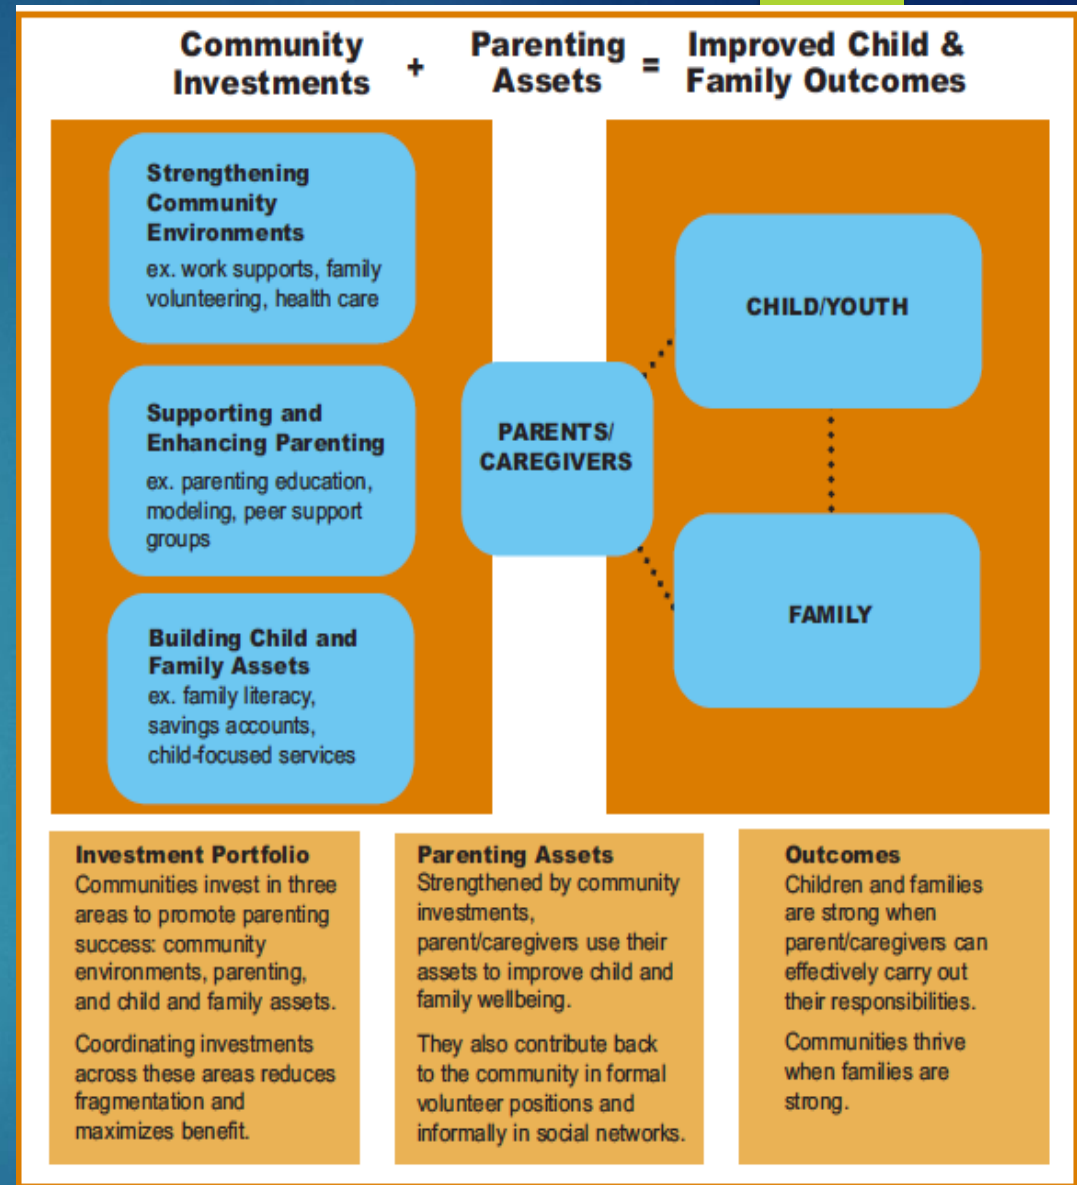 Community
Investments
+
Parenting
Assets
=
Improved Child &
Family Outcomes
Strengthening
Community
Environments
ex. work supports, family
volunteering, health care
Supporting and
Enhancing Parenting
ex. parenting education,
modeling, peer support
groups
Building Child and
Family Assets
ex. family literacy,
savings accounts,
child-focused services
PARENTS/
CAREGIVERS
CHILD/YOUTH
FAMILY
Investment Portfolio
Communities invest in three
areas to promote parenting
success: community
environments, parenting,
and child and family assets.
Coordinating investments
across these areas reduces
fragmentation and
maximizes benefit.
Parenting Assets
Strengthened by community
investments,
parent/caregivers use their
assets to improve child and
family wellbeing.
They also contribute back
to the community in formal
volunteer positions and
informally in social networks.
Outcomes
Children and families
are strong when
parent/caregivers can
effectively carry out
their responsibilities.
Communities thrive
when families are
strong.